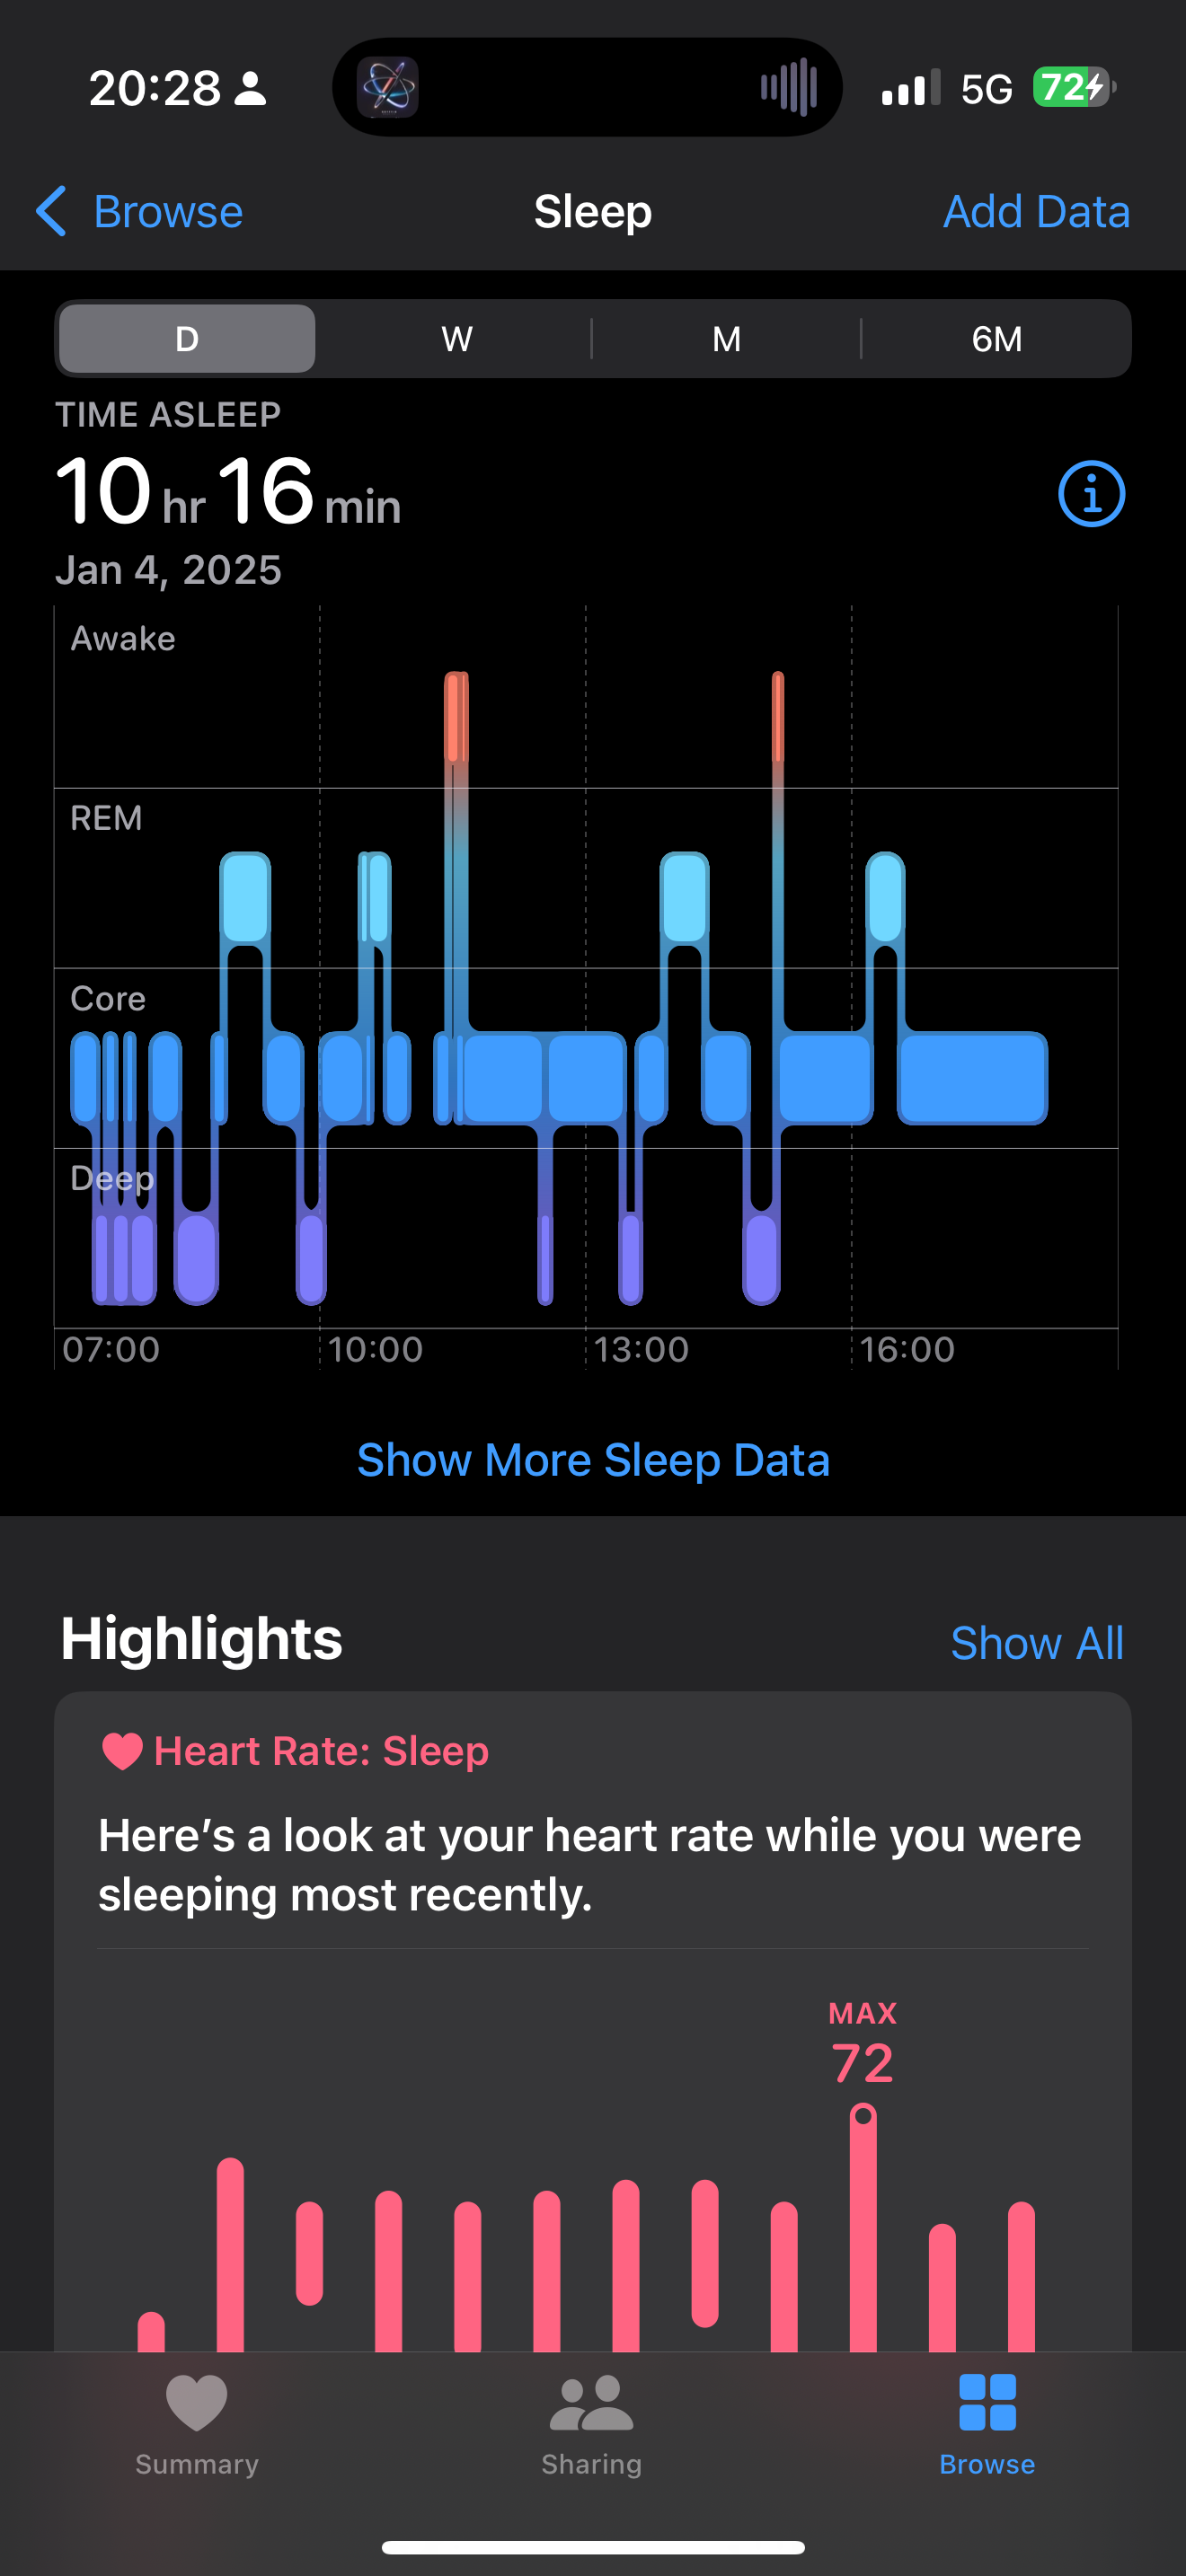 20:28
5G
72
Browse
Sleep
Add Data
D
W
M
6M
TIME ASLEEP
10 hr 16 min
Jan 4, 2025
Awake
REM
Core
Deep
07:00
10:00
13:00
16:00
Show More Sleep Data
Highlights
Show All
Heart Rate: Sleep
Here’s a look at your heart rate while you were
sleeping most recently.
MAX
72
Summary
Sharing
Browse